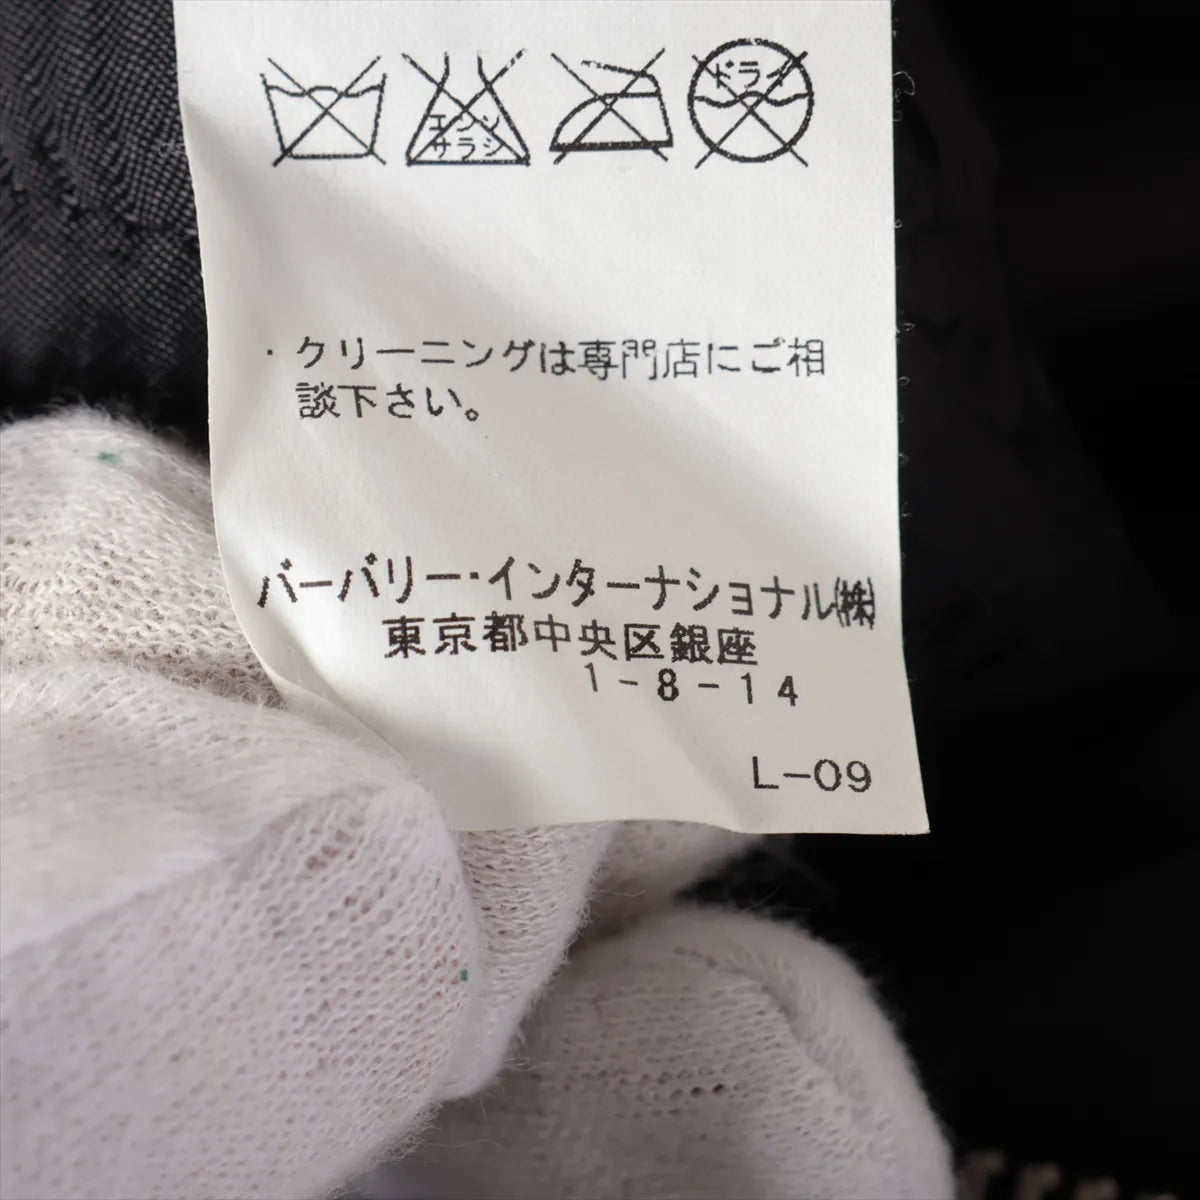 エンソ
サラシ
ドライ
・クリーニングは専門店にご相
談下さい。
バーバリー・インターナショナル㈱
東京都中央区銀座
1-8-14
L-09